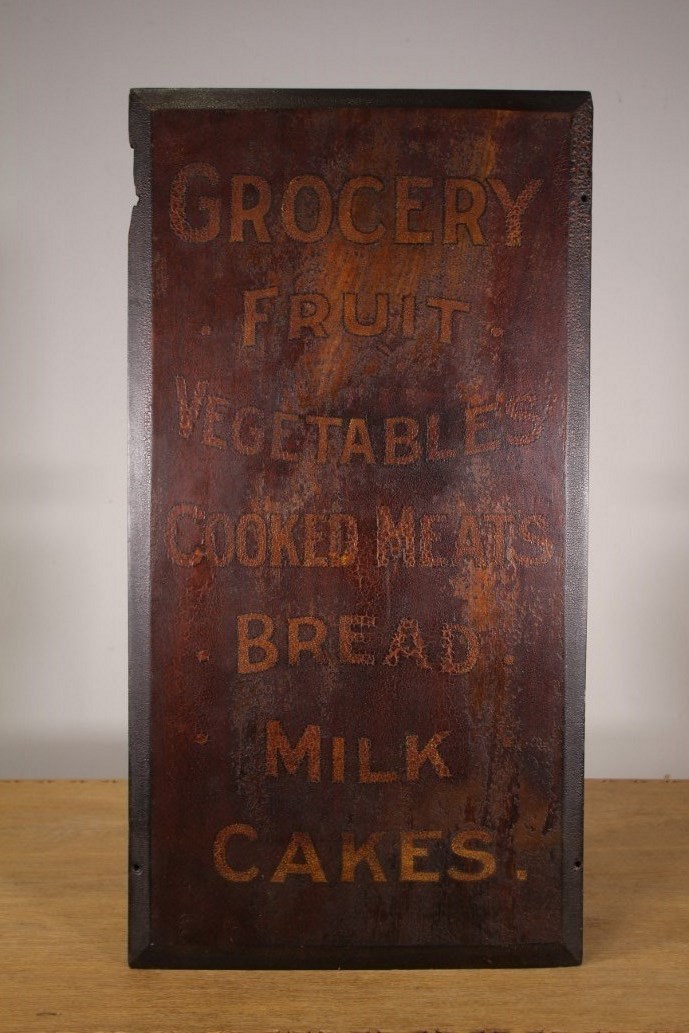 GROCERY
. FRUIT .
VEGETABLES
COOKED MEATS
. BREAD .
. MILK
CAKES .